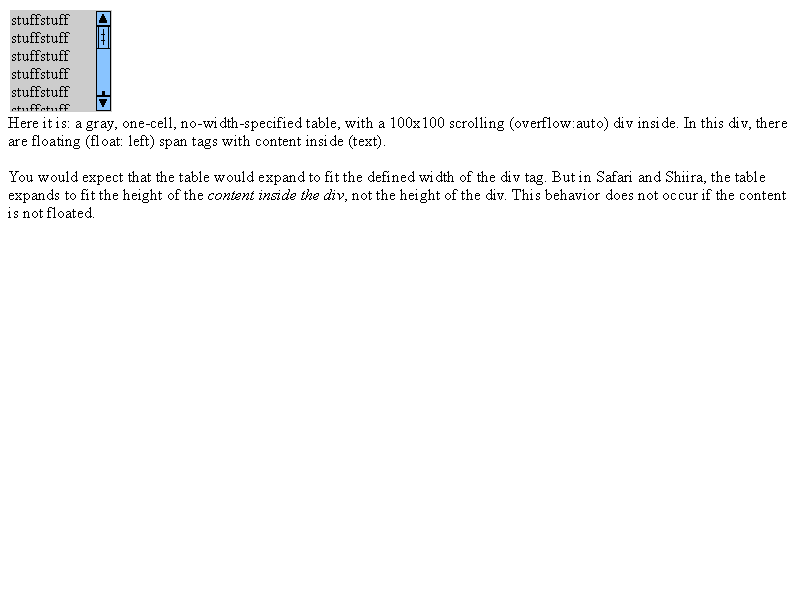 stuffstuff
stuffstuff
stuffstuff
stuffstuff
stuffstuff
stuffstuff
Here it is: a gray, one-cell, no-width-specified table, with a 100x100 scrolling (overflow:auto) div inside. In this div, there
are floating (float: left) span tags with content inside (text).
You would expect that the table would expand to fit the defined width of the div tag. But in Safari and Shiira, the table
expands to fit the height of the content inside the div, not the height of the div. This behavior does not occur if the content
is not floated.